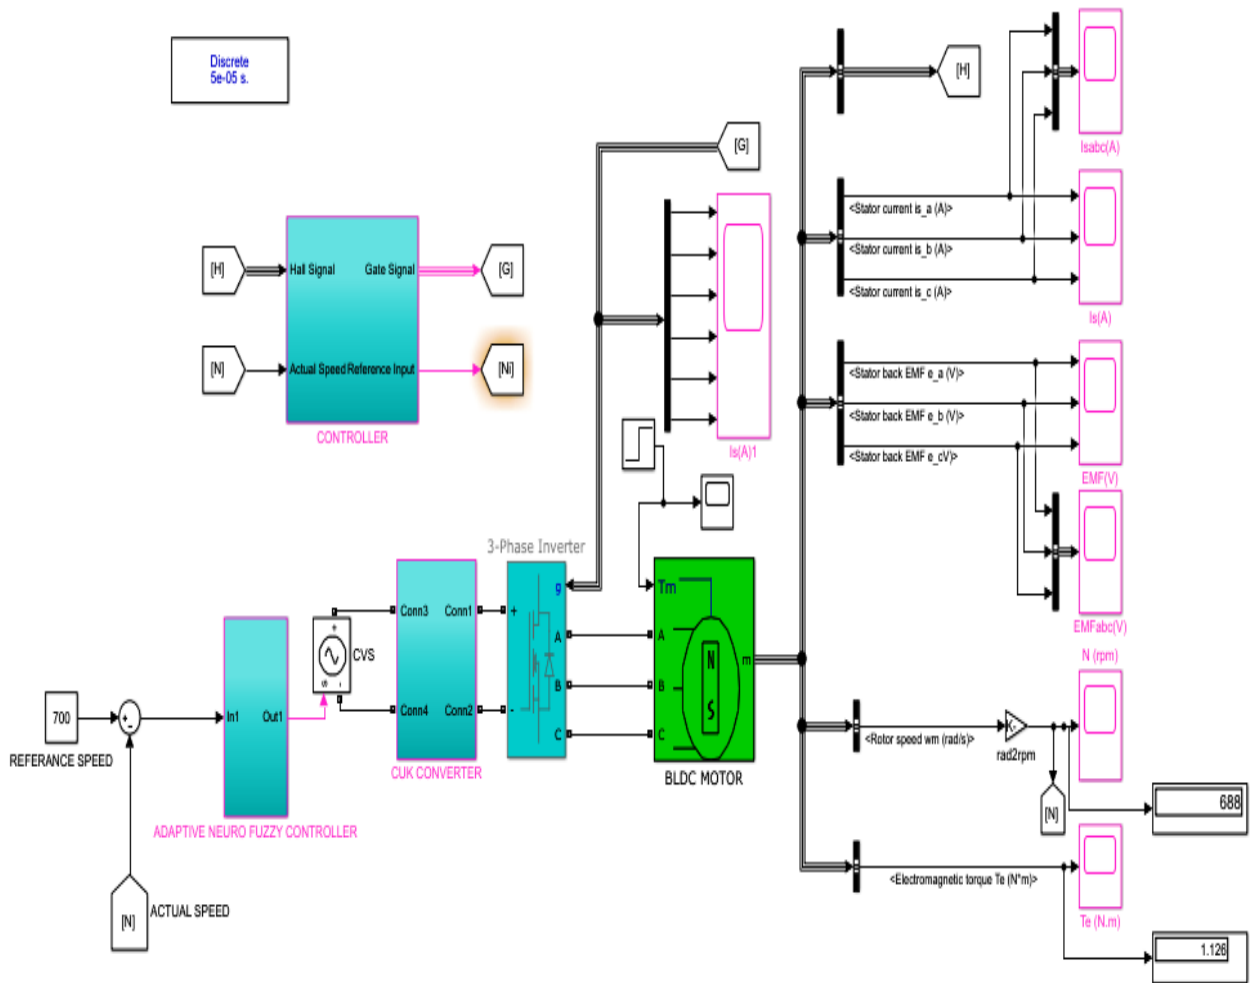 Discrete
5e-05 s.
[H]
Isabc(A)
[G]
<Stator current is_a (A)>
<Stator current is_b (A)>
<Stator current is_c (A)>
Is(A)
[H]
Hall Signal
Gate Signal
[G]
[N]
Actual Speed
Reference Input
[Ni]
CONTROLLER
Is(A)1
<Stator back EMF e_a (V)>
<Stator back EMF e_b (V)>
<Stator back EMF e_cV)>
EMF(V)
EMFabc(V)
3-Phase Inverter
g
+
A
B
-
C
Tm
A
B
C
N
S
m
BLDC MOTOR
Conn3
Conn1
Conn4
Conn2
CUK CONVERTER
+
s
-
CVS
700
REFERANCE SPEED
+
-
In1
Out1
ADAPTIVE NEURO FUZZY CONTROLLER
[N]
ACTUAL SPEED
N (rpm)
<Rotor speed wm (rad/s)>
K-
rad2rpm
[N]
688
<Electromagnetic torque Te (N*m)>
Te (N.m)
1.126